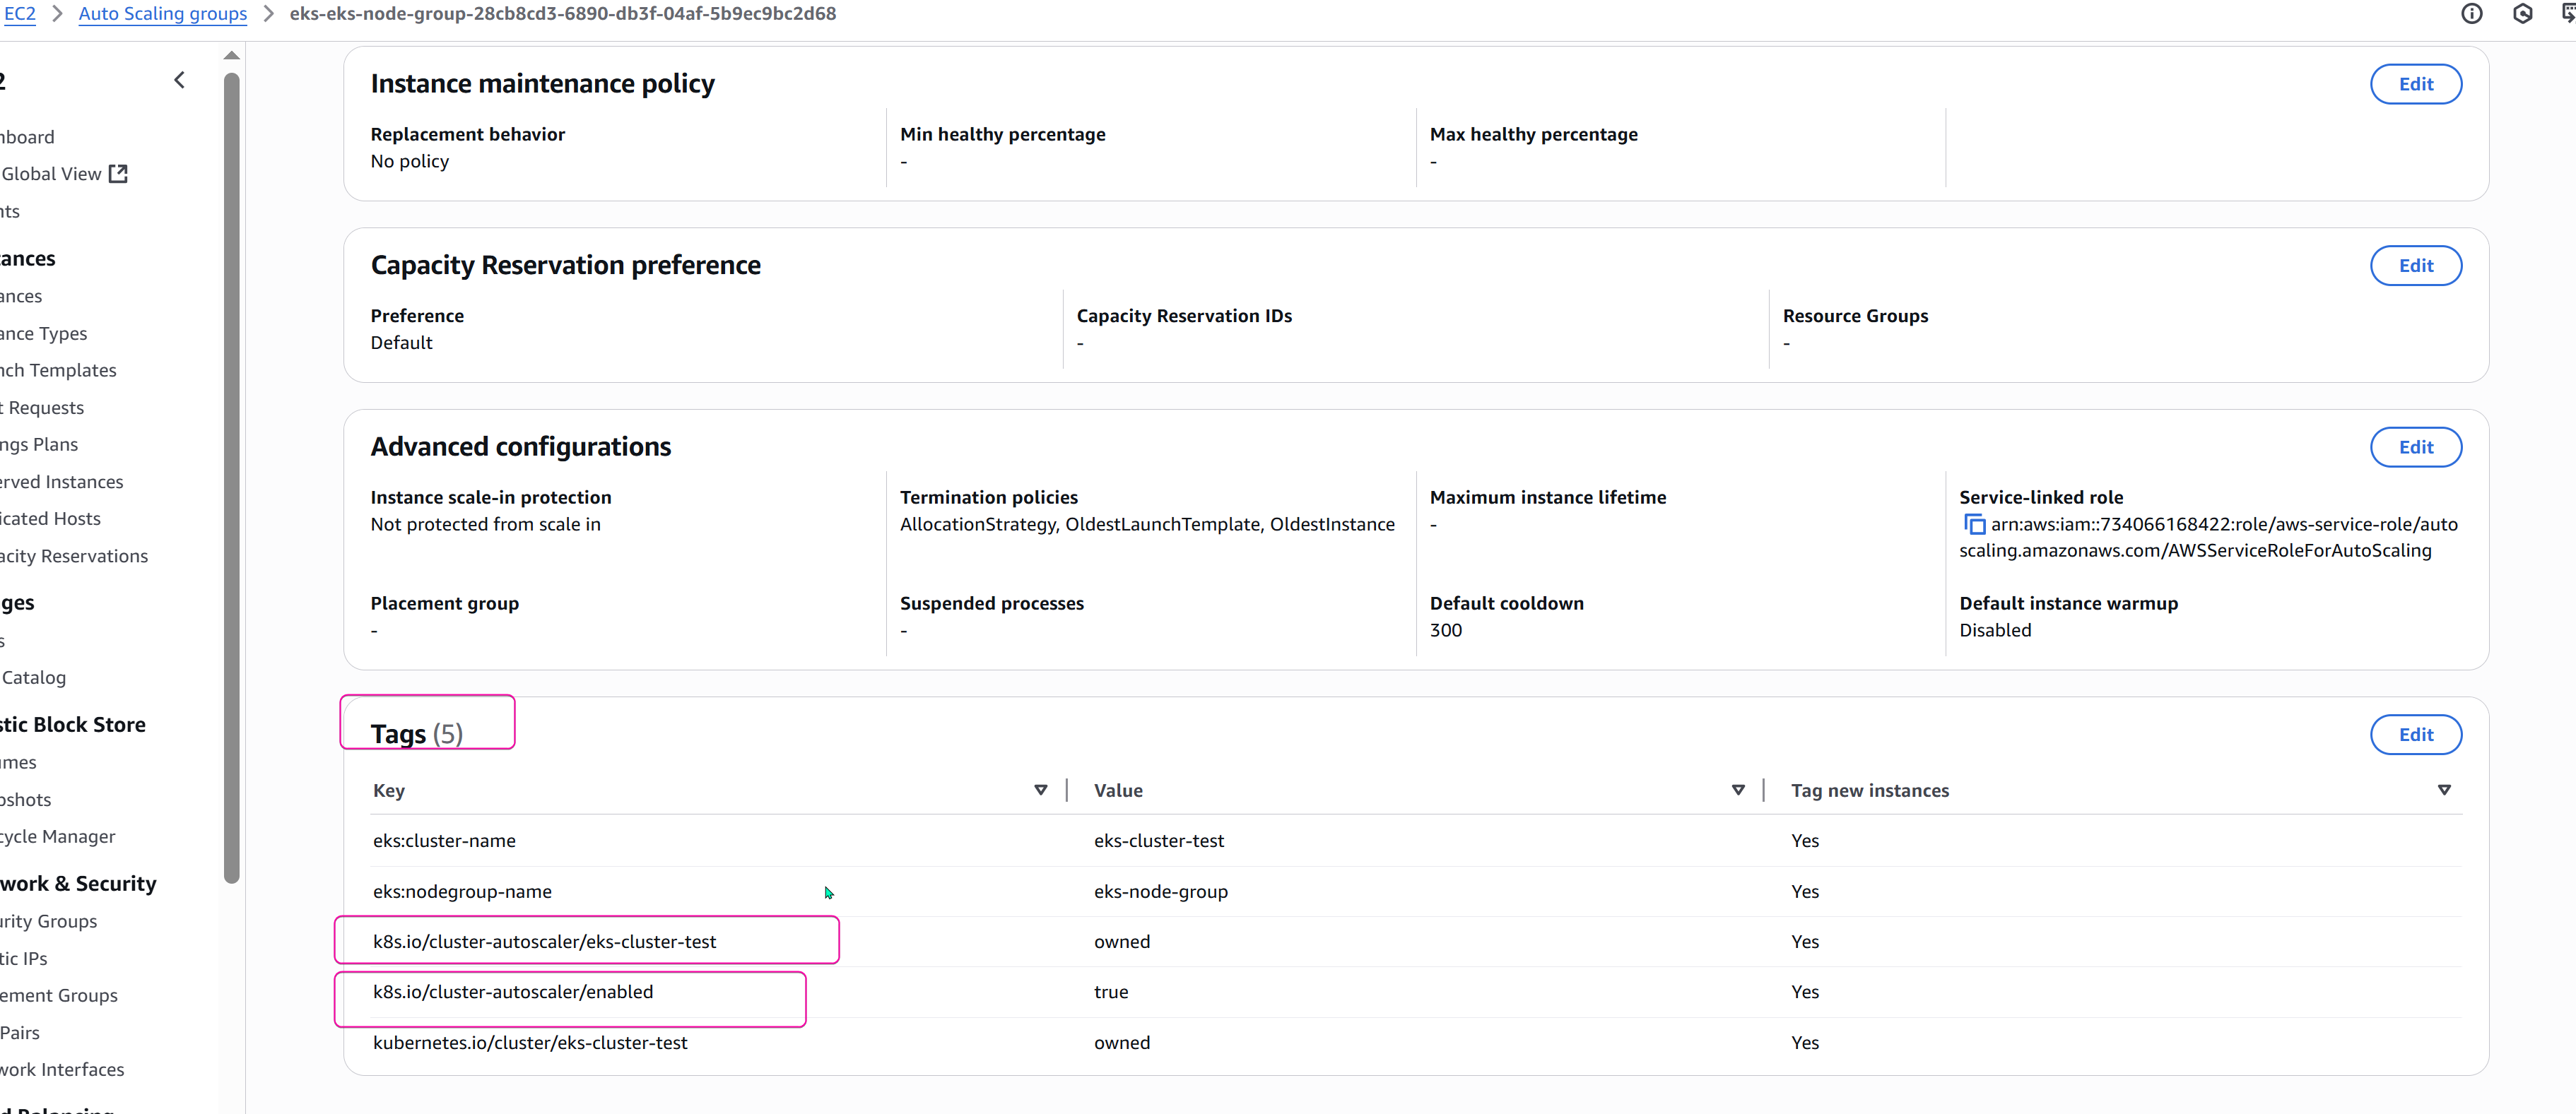 EC2 > Auto Scaling groups > eks-eks-node-group-28cb8cd3-6890-db3f-04af-5b9ec9bc2d68
2
nboard
Global View
nts
ances
ances
ance Types
nch Templates
t Requests
ngs Plans
erved Instances
icated Hosts
acity Reservations
ges
s
Catalog
stic Block Store
umes
pshots
cycle Manager
work & Security
urity Groups
tic IPs
ement Groups
Pairs
work Interfaces
d Balancing
Instance maintenance policy
Edit
Replacement behavior
No policy
Min healthy percentage
-
Max healthy percentage
-
Capacity Reservation preference
Edit
Preference
Default
Capacity Reservation IDs
-
Resource Groups
-
Advanced configurations
Edit
Instance scale-in protection
Not protected from scale in
Termination policies
AllocationStrategy, OldestLaunchTemplate, OldestInstance
Maximum instance lifetime
-
Service-linked role
arn:aws:iam::734066168422:role/aws-service-role/auto
scaling.amazonaws.com/AWSServiceRoleForAutoScaling
Placement group
-
Suspended processes
-
Default cooldown
300
Default instance warmup
Disabled
Tags (5)
Edit
Key Value Tag new instances
eks:cluster-name eks-cluster-test Yes
eks:nodegroup-name eks-node-group Yes
k8s.io/cluster-autoscaler/eks-cluster-test owned Yes
k8s.io/cluster-autoscaler/enabled true Yes
kubernetes.io/cluster/eks-cluster-test owned Yes